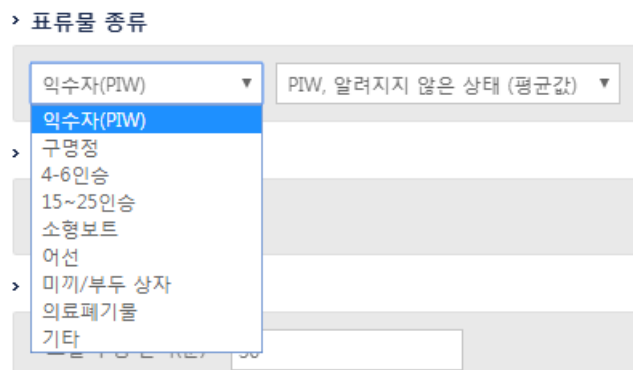 표류물 종류
익수자(PIW) PIW, 알려지지 않은 상태 (평균값)
익수자(PIW)
구명정
4-6인승
15~25인승
소형보트
어선
미끼/부두 상자
의료폐기물
기타